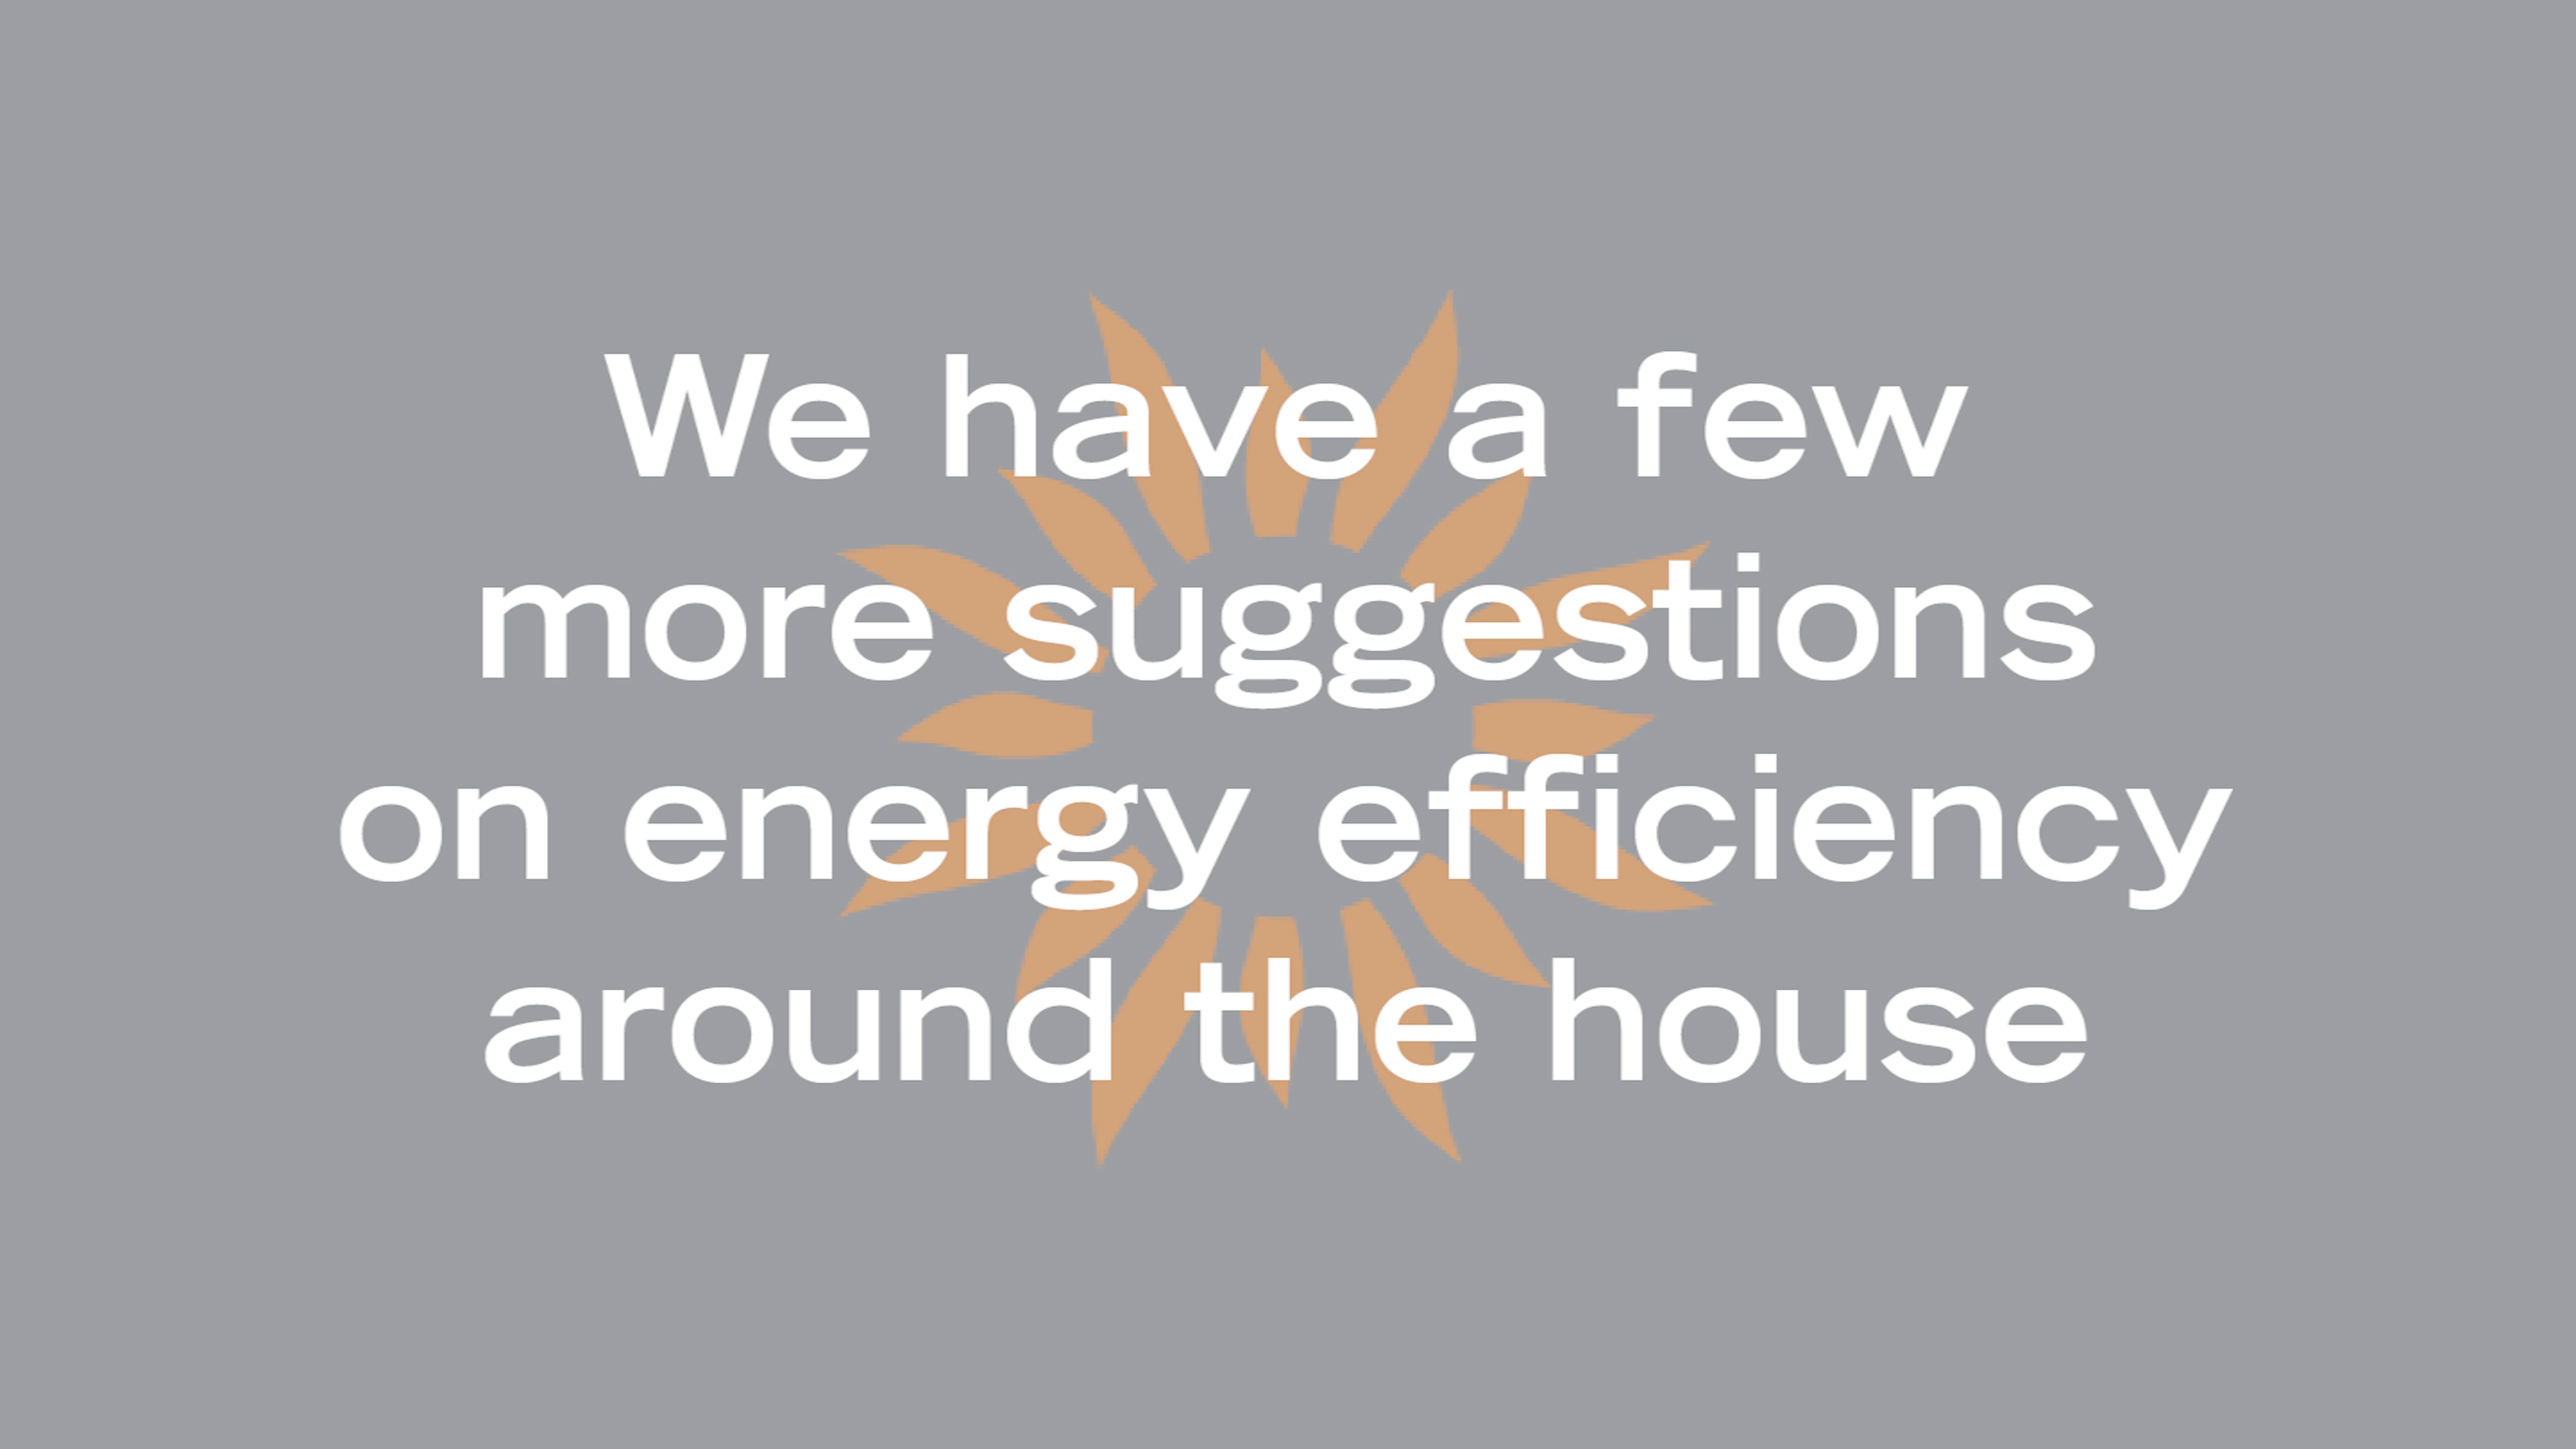 We have a few
more suggestions
on energy efficiency
around the house